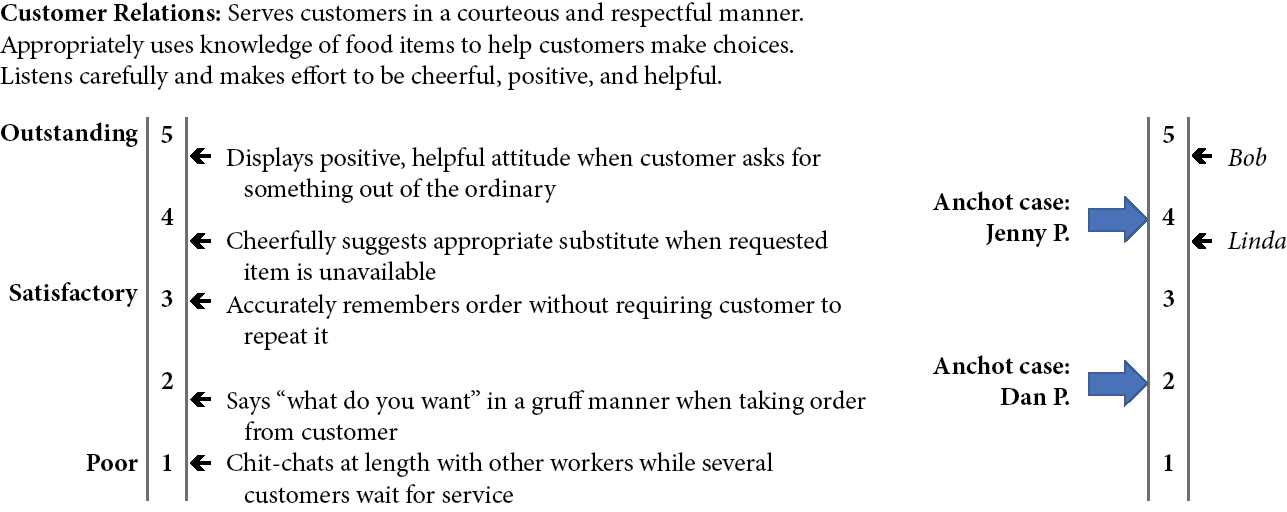 Customer Relations: Serves customers in a courteous and respectful manner.
Appropriately uses knowledge of food items to help customers make choices.
Listens carefully and makes effort to be cheerful, positive, and helpful.
Outstanding 5
Displays positive, helpful attitude when customer asks for
something out of the ordinary
4
Cheerfully suggests appropriate substitute when requested
item is unavailable
Satisfactory 3
Accurately remembers order without requiring customer to
repeat it
2
Says “what do you want” in a gruff manner when taking order
from customer
Poor 1
Chit-chats at length with other workers while several
customers wait for service
5
Bob
Anchot case:
Jenny P.
4
Linda
3
Anchot case:
Dan P.
2
1